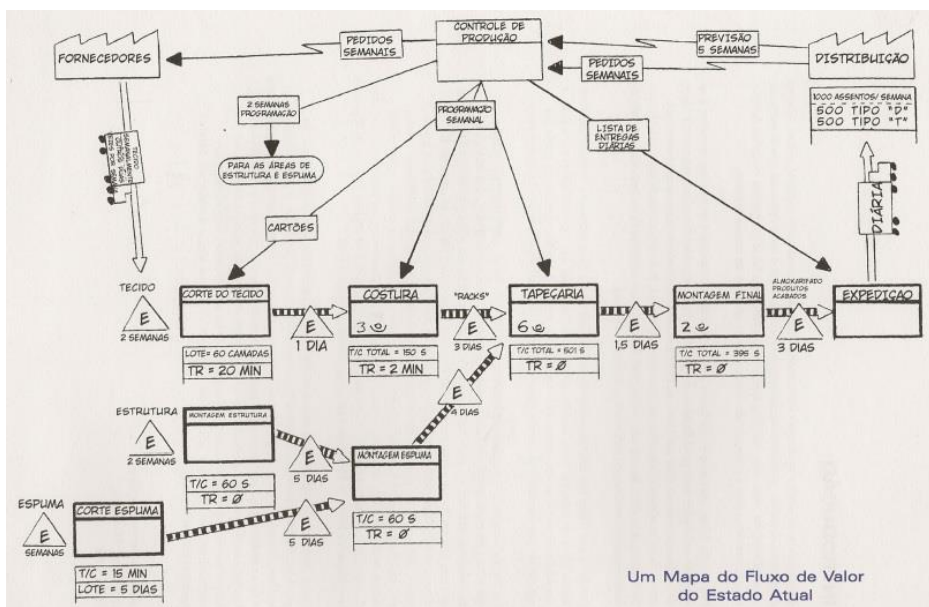 FORNECEDORES
PEDIDOS
SEMANAIS
CONTROLE DE
PRODUÇÃO
PREVISÃO
5 SEMANAS
PEDIDOS
SEMANAIS
DISTRIBUIÇÃO
1000 ASSENTOS/ SEMANA
500 TIPO "D"
500 TIPO "T"
2 SEMANAS
PROGRAMAÇÃO
PROGRAMAÇÃO
SEMANAL
LISTA DE
ENTREGAS
DIÁRIAS
PARA AS ÁREAS DE
ESTRUTURA E ESPUMA
TECIDO
SEMANALMENTE
POR SEMANA
DIÁRIA
CARTÕES
TECIDO
E
2 SEMANAS
CORTE DO TECIDO
LOTE= 60 CAMADAS
TR = 20 MIN
E
1 DIA
COSTURA
3
T/C TOTAL = 150 S
TR = 2 MIN
"RACKS"
E
3 DIAS
TAPEÇARIA
6
T/C TOTAL = 501 S
TR = Ø
E
1,5 DIAS
MONTAGEM FINAL
2
T/C TOTAL = 395 S
TR = Ø
ALMOXARIFADO
PRODUTOS
ACABADOS
E
3 DIAS
EXPEDIÇAO
ESTRUTURA
E
2 SEMANAS
MONTAGEM ESTRUTURA
T/C = 60 S
TR = Ø
E
5 DIAS
MONTAGEM ESPUMA
T/C = 60 S
TR = Ø
E
4 DIAS
ESPUMA
E
SEMANAS
CORTE ESPUMA
T/C = 15 MIN
LOTE = 5 DIAS
E
5 DIAS
Um Mapa do Fluxo de Valor
do Estado Atual